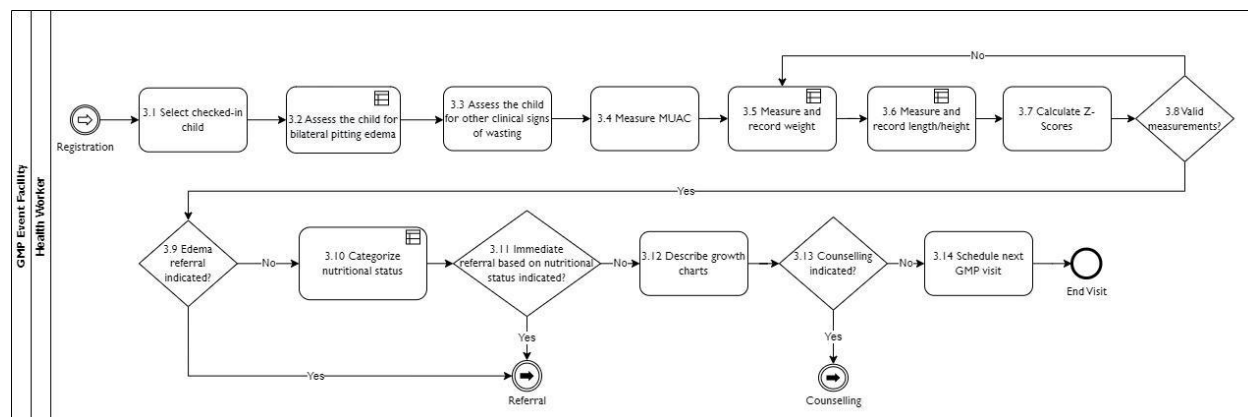 GMP Event Facility
Health Worker
Registration
3.1 Select checked-in
child
3.2 Assess the child for
bilateral pitting edema
3.3 Assess the child
for other clinical signs
of wasting
3.4 Measure MUAC
3.5 Measure and
record weight
3.6 Measure and
record length/height
3.7 Calculate Z-
Scores
3.8 Valid
measurements?
No
Yes
3.9 Edema
referral
indicated?
No
Yes
3.10 Categorize
nutritional status
3.11 Immediate
referral based on nutritional
status indicated?
No
Yes
Referral
3.12 Describe growth
charts
3.13 Counselling
indicated?
No
Yes
Counselling
3.14 Schedule next
GMP visit
End Visit